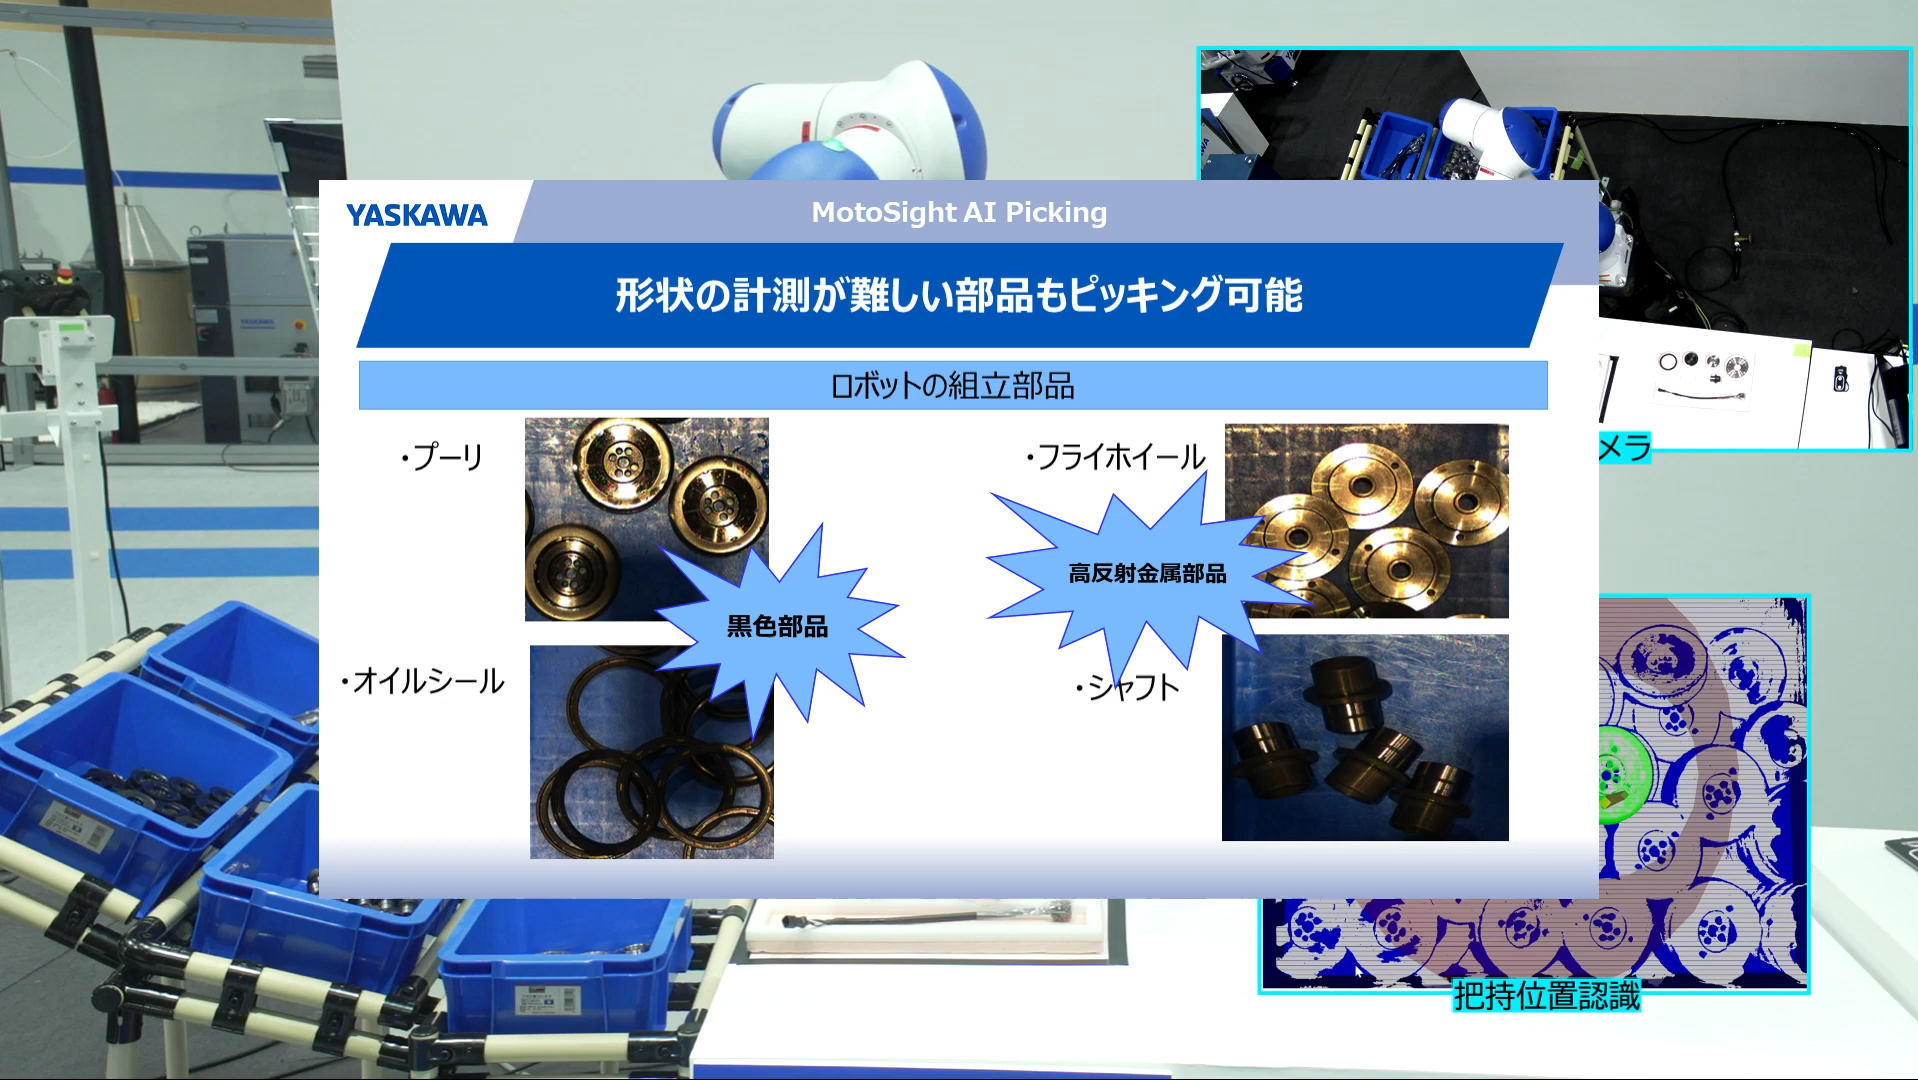 YASKAWA
MotoSight AI Picking
形状の計測が難しい部品もピッキング可能
ロボットの組立部品
・プーリ
・フライホイール
黒色部品
高反射金属部品
・オイルシール
・シャフト
メラ
把持位置認識